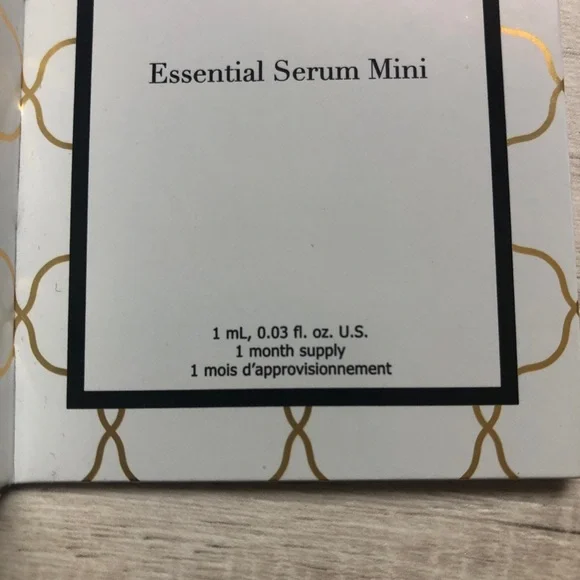 Essential Serum Mini
1 mL, 0.03 fl. oz. U.S.
1 month supply
1 mois d'approvisionnement